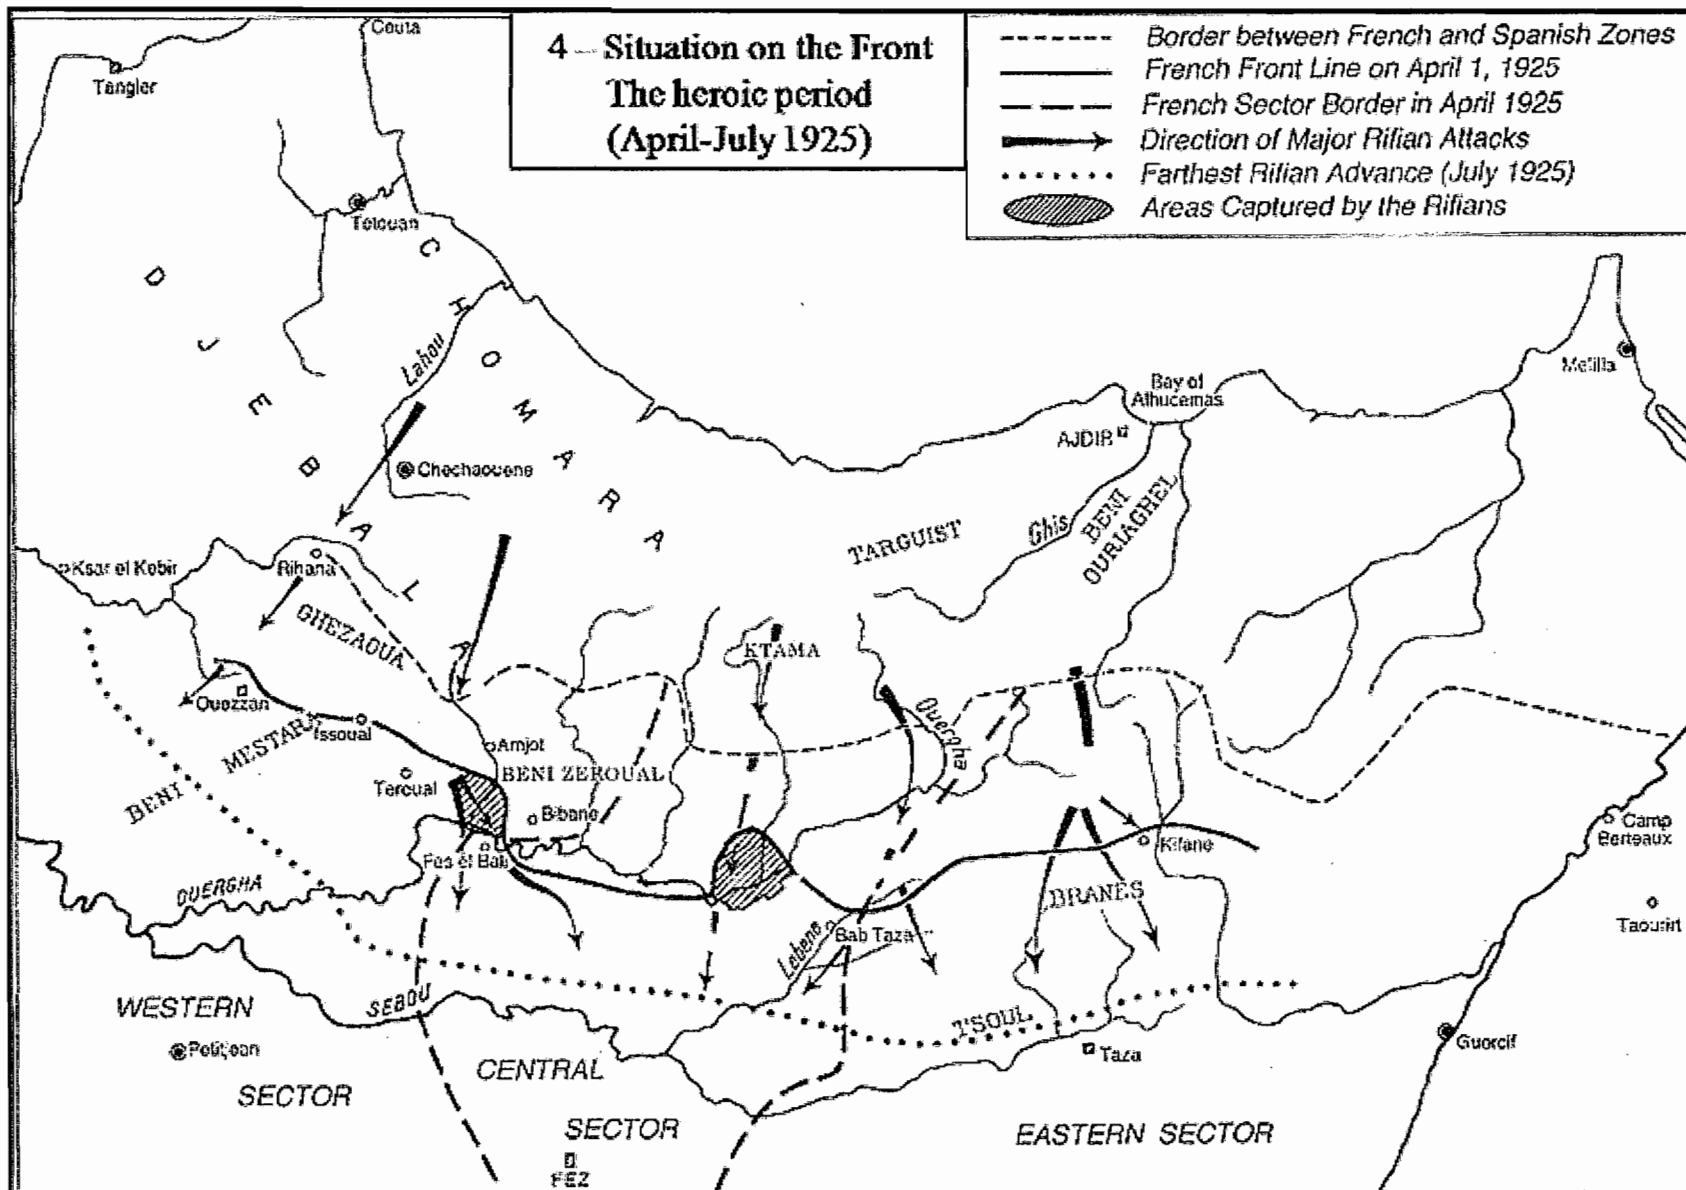 4 – Situation on the Front
The heroic period
(April-July 1925)
Border between French and Spanish Zones
French Front Line on April 1, 1925
French Sector Border in April 1925
Direction of Major Rifian Attacks
Farthest Rifian Advance (July 1925)
Areas Captured by the Rifians
Ceuta
Tangier
Tetouan
DJEBALA
CHOMARA
Lahou
Melilla
Bay of
Alhucemas
AJDIR
Chechaouene
Ghis
BENI
OURIAGHEL
TARGUIST
Ksar el Kebir
Rihana
GHEZAOUA
KTAMA
Ouezzan
Issoual
BENI MESTARA
Ouergha
Amjot
BENI ZEROUAL
Teroual
Bibane
Fes el Bali
Kifane
Camp
Berteaux
OUERGHA
BRANES
Lebene
Bab Taza
Taourirt
SEBOU
WESTERN
SECTOR
Petitjean
TSOUL
Taza
Guercif
CENTRAL
SECTOR
FEZ
EASTERN SECTOR